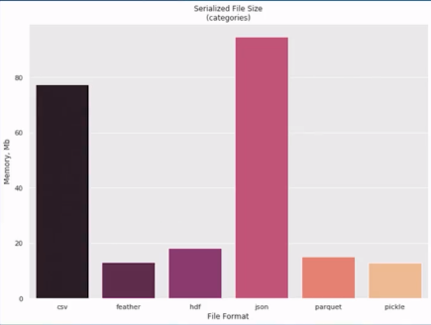 Serialized File Size
(categories)
Memory, Mb
80
60
40
20
0
csv feather hdf json parquet pickle
File Format